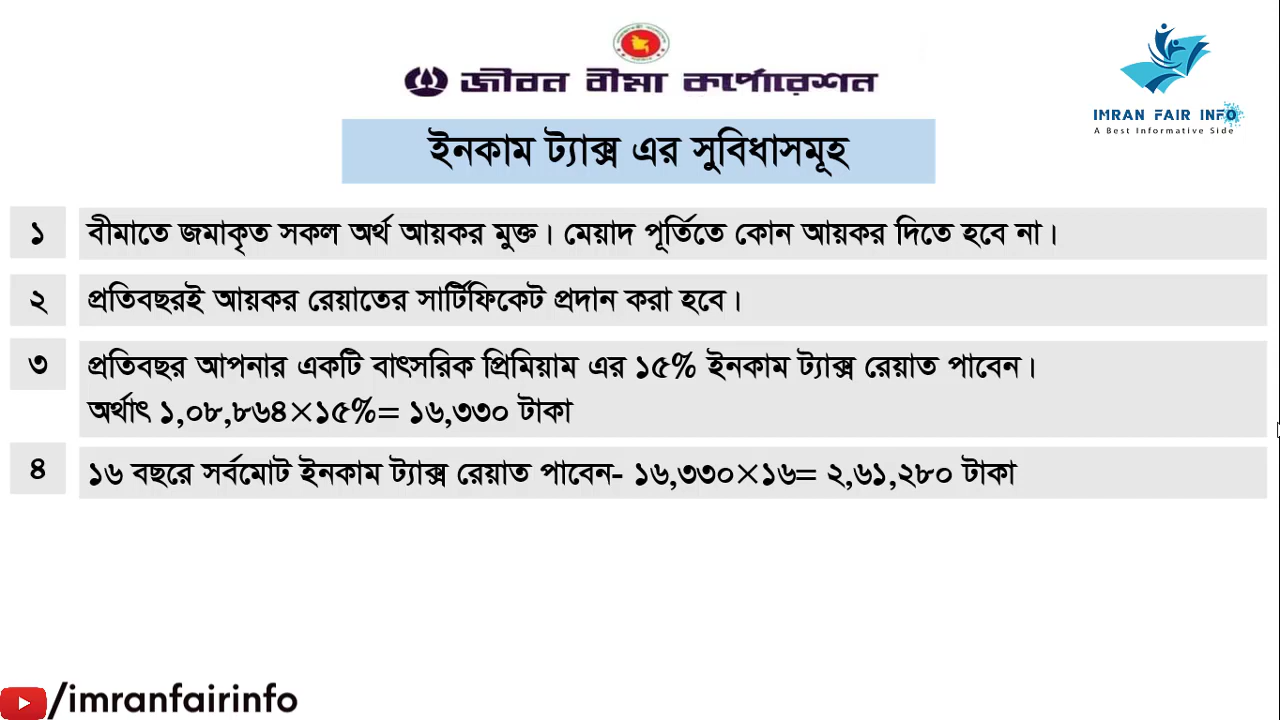 জীবন বীমা কর্পোরেশন
IMRAN FAIR INFO
A Best Informative Side
ইনকাম ট্যাক্স এর সুবিধাসমূহ
১ বীমাতে জমাকৃত সকল অর্থ আয়কর মুক্ত। মেয়াদ পূর্তিতে কোন আয়কর দিতে হবে না।
২ প্রতিবছরই আয়কর রেয়াতের সার্টিফিকেট প্রদান করা হবে।
৩ প্রতিবছর আপনার একটি বাৎসরিক প্রিমিয়াম এর ১৫% ইনকাম ট্যাক্স রেয়াত পাবেন।
অর্থাৎ ১,০৮,৮৬৪×১৫%= ১৬,৩৩০ টাকা
৪ ১৬ বছরে সর্বমোট ইনকাম ট্যাক্স রেয়াত পাবেন- ১৬,৩৩০×১৬= ২,৬১,২৮০ টাকা
/imranfairinfo